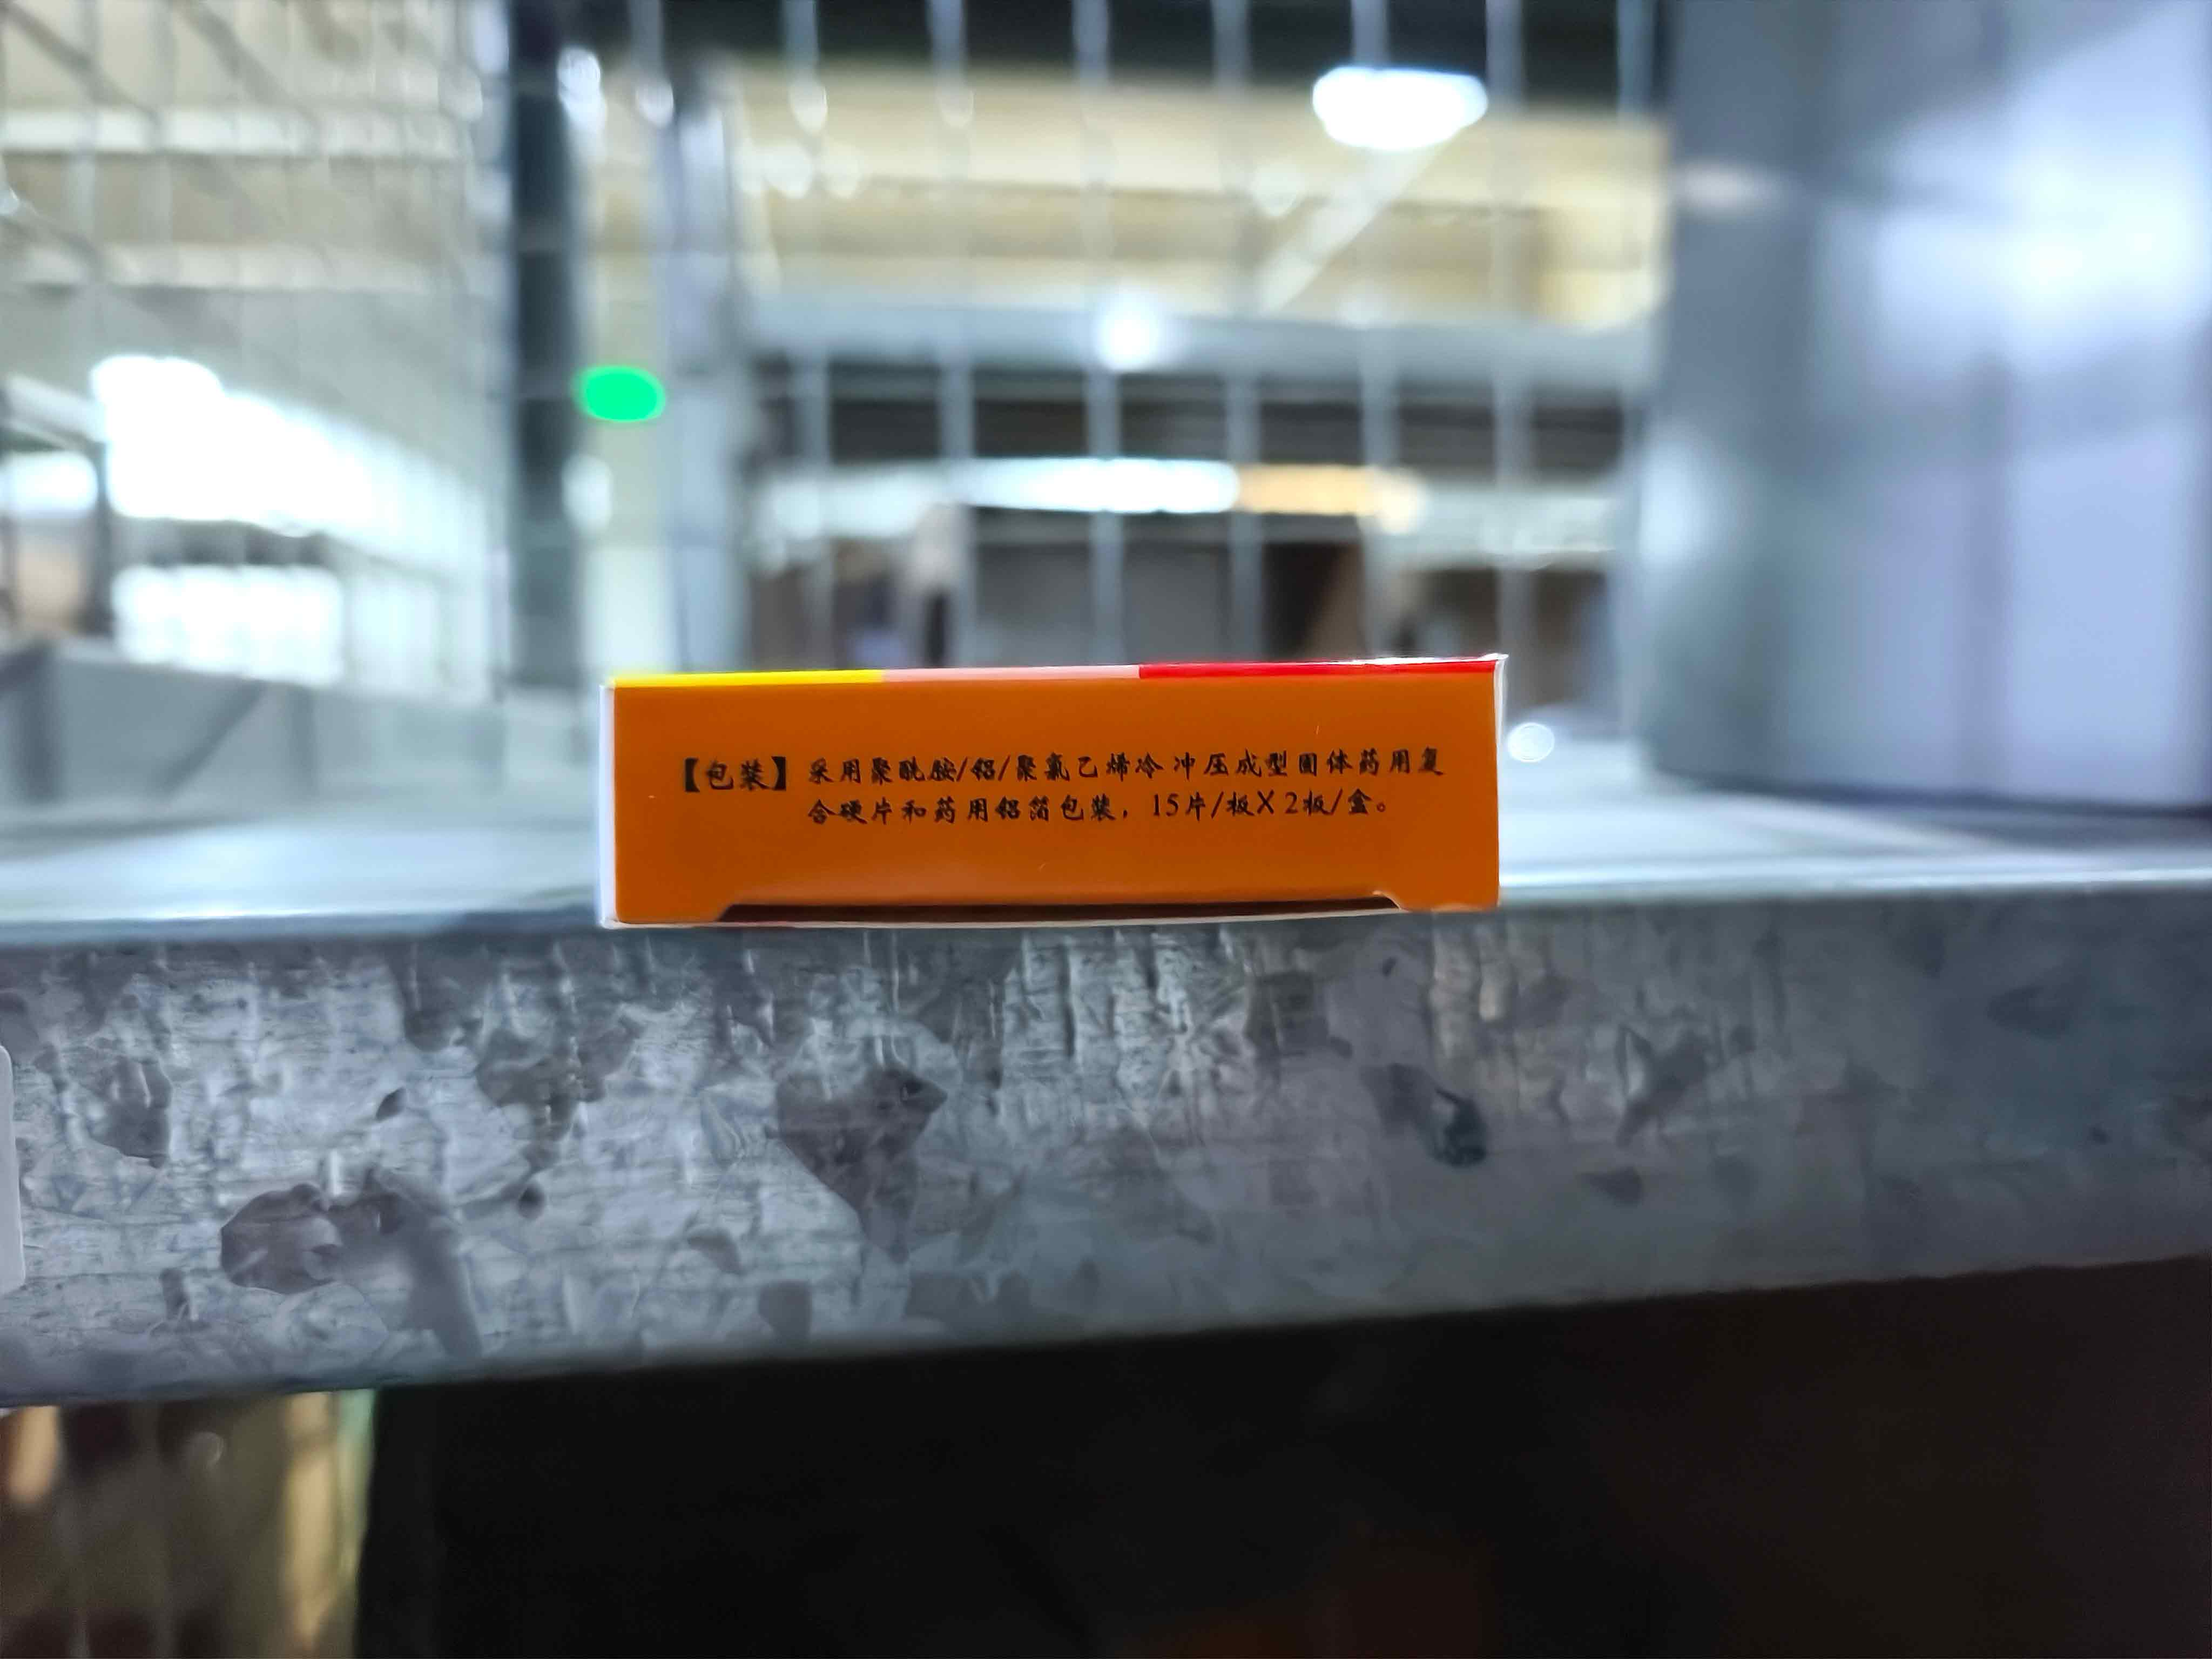 【包装】采用聚酰胺/铝/聚氯乙烯冷冲压成型固体药用复
合硬片和药用铝箔包装，15片/板X2板/盒。